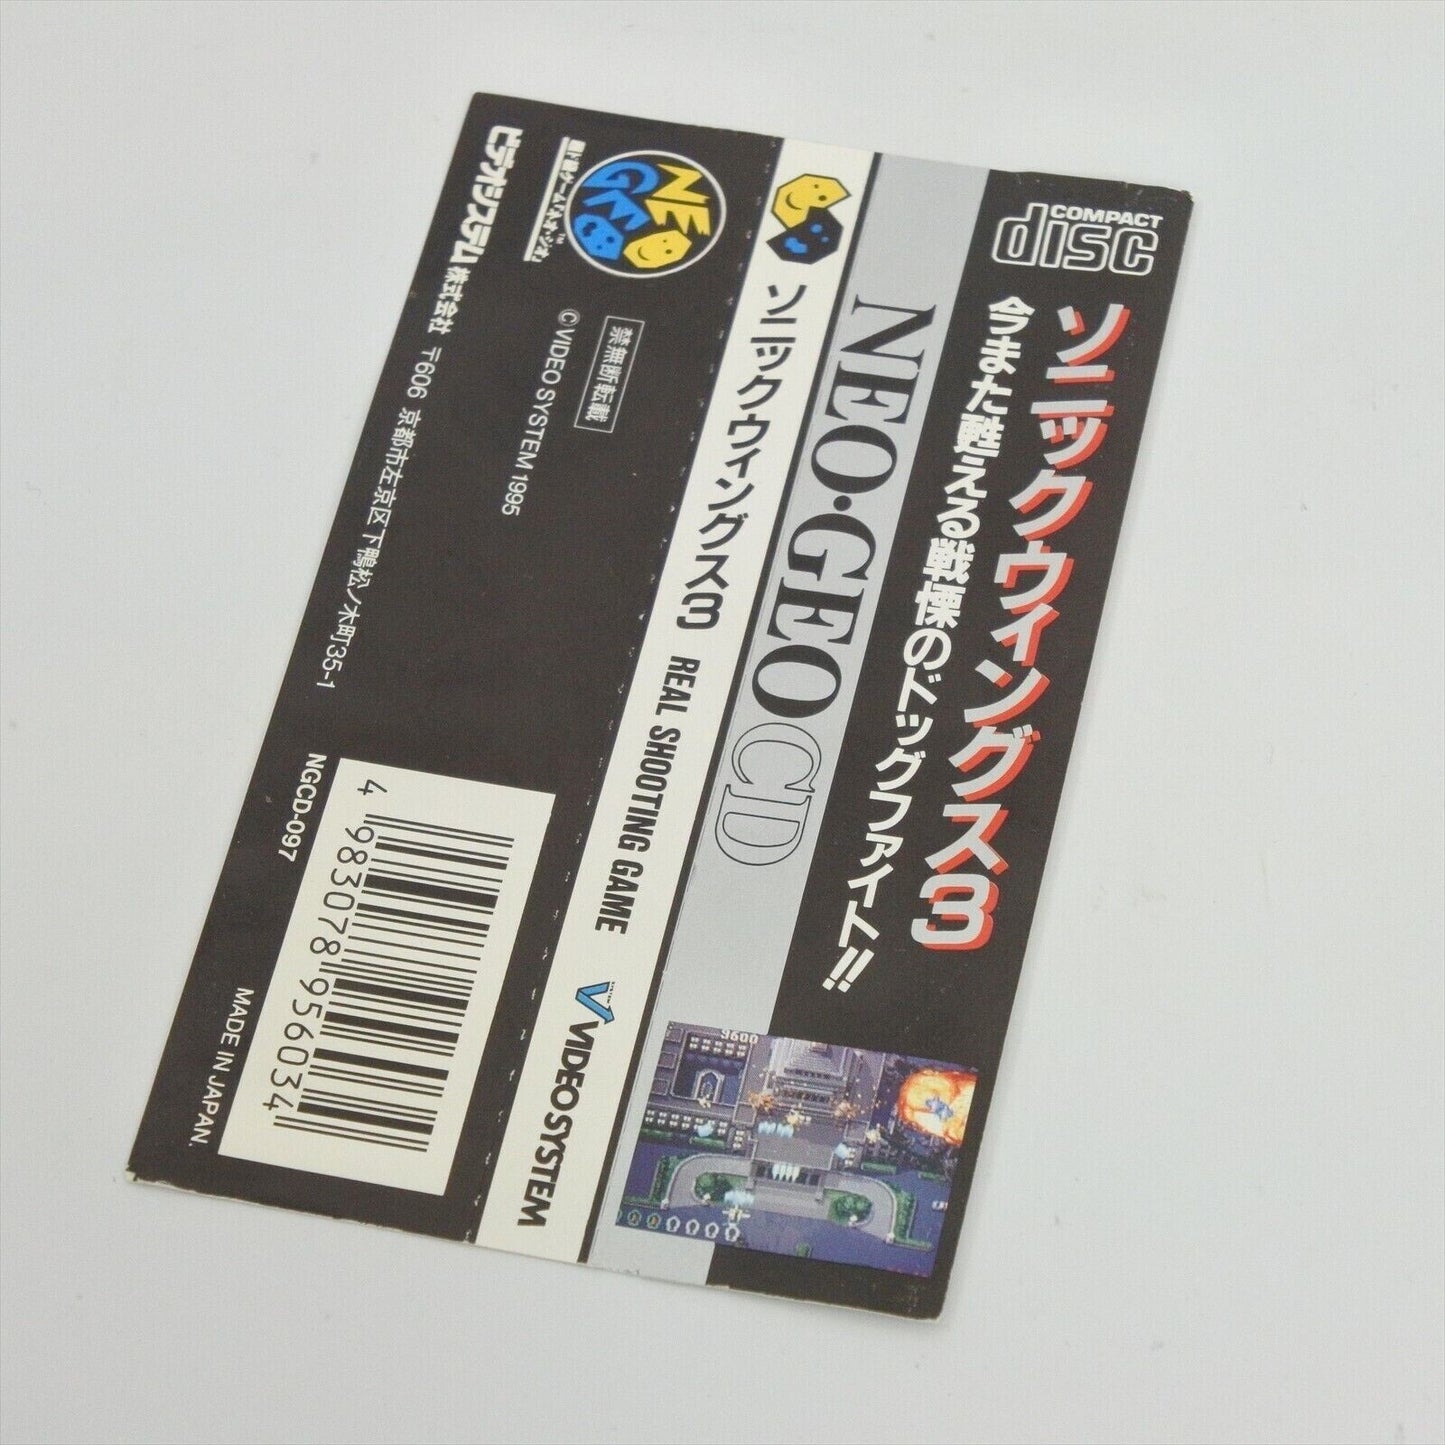 COMPACT
disc
ソニックウィングス3
今また甦える戦慄のドッグファイト!!
9600
NEO・GEO CD
ソニックウィングス3 REAL SHOOTING GAME
VIDEO SYSTEM
NEO
GEO
™
禁無断転載
©VIDEO SYSTEM 1995
ビデオシステム株式会社 〒606 京都市左京区下鴨松ノ木町35-1
NGCD-097
4 983078 956034
MADE IN JAPAN.